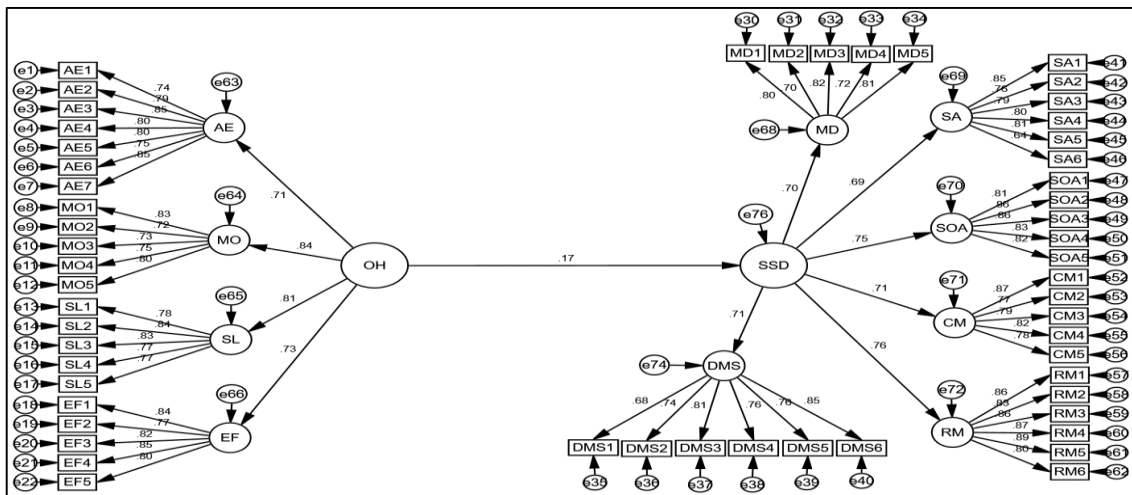 e1 AE1 .74
e2 AE2 .79
e3 AE3 .85
e4 AE4 .80
e5 AE5 .80
e6 AE6 .75
e7 AE7 .85
e63
AE
.71
e8 MO1 .83
e9 MO2 .72
e10 MO3 .73
e11 MO4 .75
e12 MO5 .80
e64
MO
.84
e13 SL1 .78
e14 SL2 .84
e15 SL3 .83
e16 SL4 .77
e17 SL5 .77
e65
SL
.81
e18 EF1 .84
e19 EF2 .77
e20 EF3 .82
e21 EF4 .85
e22 EF5 .80
e66
EF
.73
OH
.17
e76
SSD
e30 e31 e32 e33 e34
MD1 MD2 MD3 MD4 MD5
.80 .70 .82 .72 .81
e68
MD
.70
e69
SA
.69
.85 SA1 e41
.76 SA2 e42
.79 SA3 e43
.80 SA4 e44
.81 SA5 e45
.64 SA6 e46
e70
SOA
.75
.81 SOA1 e47
.86 SOA2 e48
.86 SOA3 e49
.83 SOA4 e50
.82 SOA5 e51
e71
CM
.71
.87 CM1 e52
.77 CM2 e53
.79 CM3 e54
.82 CM4 e55
.78 CM5 e56
e72
RM
.76
.86 RM1 e57
.83 RM2 e58
.86 RM3 e59
.87 RM4 e60
.89 RM5 e61
.80 RM6 e62
.71
e74
DMS
.68 .74 .81 .76 .76 .85
DMS1 DMS2 DMS3 DMS4 DMS5 DMS6
e35 e36 e37 e38 e39 e40